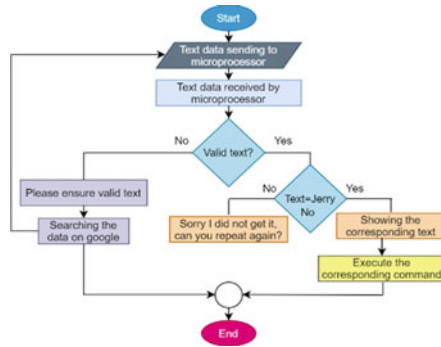 Start
Text data sending to
microprocessor
Text data received by
microprocessor
No
Valid text?
Yes
Please ensure valid text
No
Text=Jerry
No
Yes
Searching the
data on google
Sorry I did not get it,
can you repeat again?
Showing the
corresponding text
Execute the
corresponding command
End